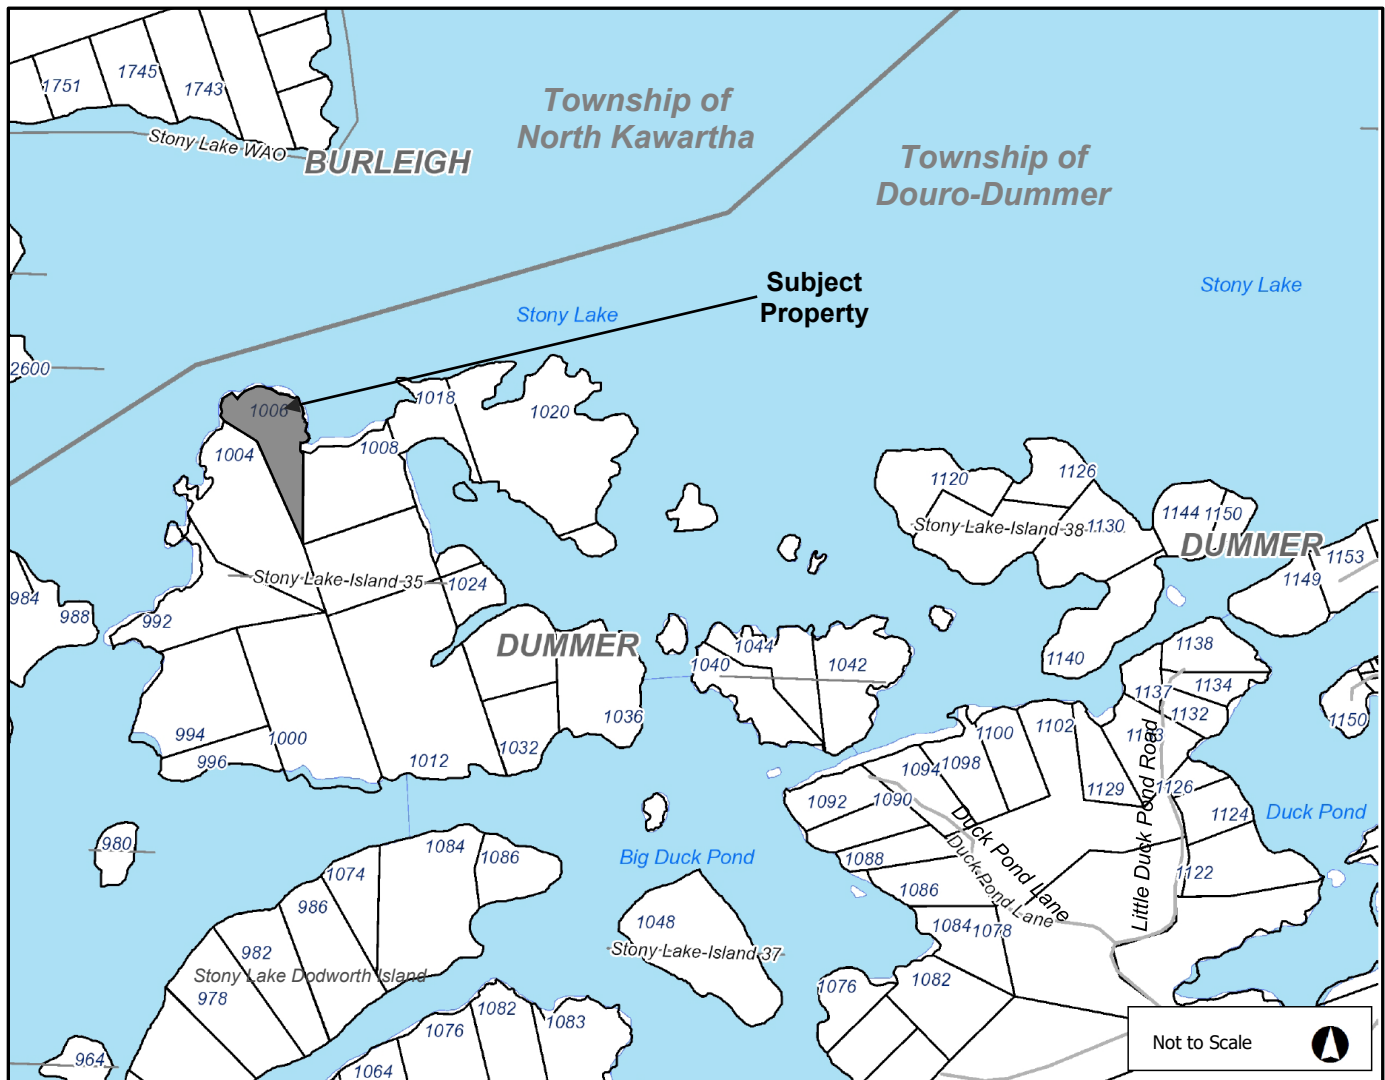 1751
1745
1743
Stony Lake WAO
BURLEIGH
Township of
North Kawartha
Township of
Douro-Dummer
Subject
Property
Stony Lake
Stony Lake
2600
1006
1004
1008
1018
1020
1120
1126
Stony-Lake-Island-38
1130
1144
1150
DUMMER
1153
1149
984
988
992
Stony Lake-Island-35
1024
DUMMER
1040
1044
1042
1140
1138
1137
1134
1132
1150
994
996
1000
1012
1032
1036
1100
1102
1094
1098
1129
1126
1124
1092
1090
Duck Pond
Duck Pond Lane
Duck-Pond-Lane
Little Duck Pond Road
1122
1088
1086
1084
1078
1082
1076
980
1084
1086
1074
986
982
978
Stony Lake Dodworth Island
Big Duck Pond
1048
Stony-Lake-Island-37
964
1064
1076
1082
1083
Not to Scale